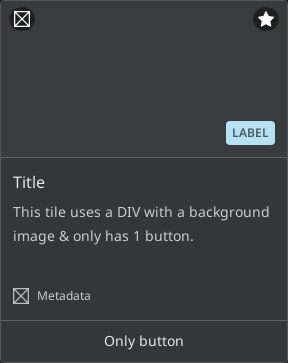 LABEL
Title
This tile uses a DIV with a background
image & only has 1 button.
Metadata
Only button